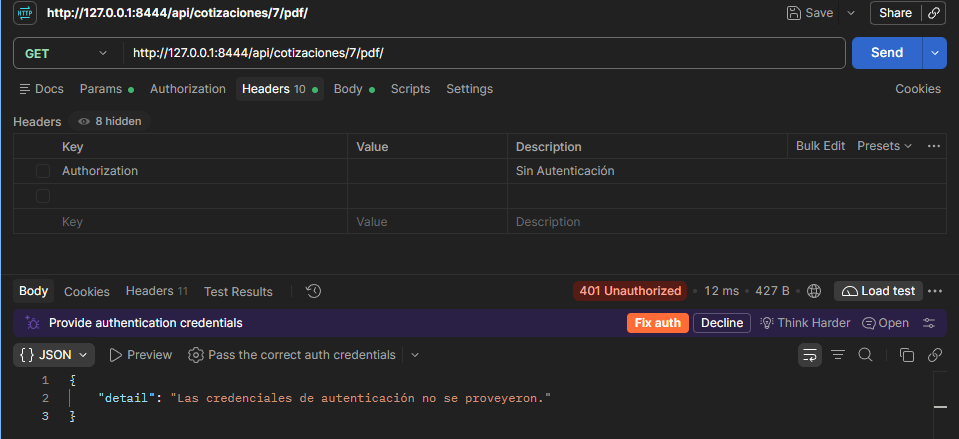 HTTP http://127.0.0.1:8444/api/cotizaciones/7/pdf/ Save Share
GET http://127.0.0.1:8444/api/cotizaciones/7/pdf/ Send
Docs Params Authorization Headers 10 Body Scripts Settings Cookies
Headers 8 hidden
Key Value Description Bulk Edit Presets
Authorization Sin Autenticación
Key Value Description
Body Cookies Headers 11 Test Results 401 Unauthorized • 12 ms • 427 B • Load test
Provide authentication credentials Fix auth Decline Think Harder Open
{} JSON Preview Pass the correct auth credentials
1 {
2 "detail": "Las credenciales de autenticación no se proveyeron."
3 }